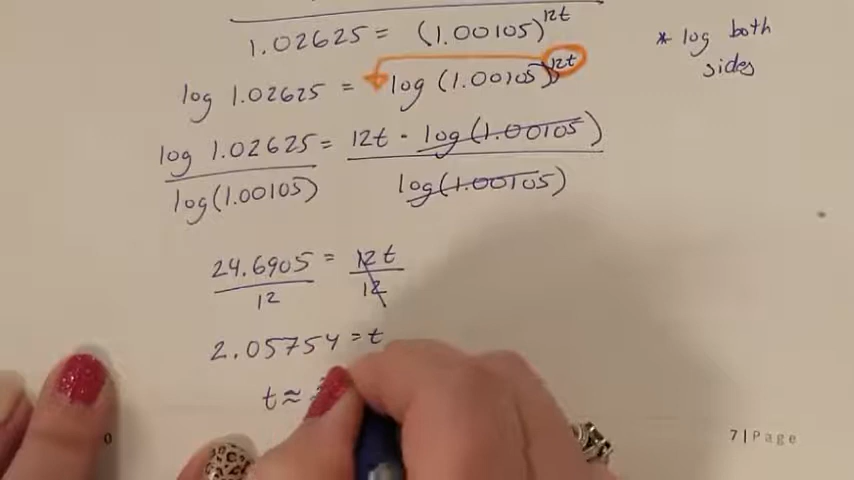 1.02625 = (1.00105)^12t
* log both sides
log 1.02625 = log (1.00105)^12t
log 1.02625 = 12t · log (1.00105)
log (1.00105) log (1.00105)
24.6905 = 12t
12 12
2.05754 = t
t ≈
0
7 | Page